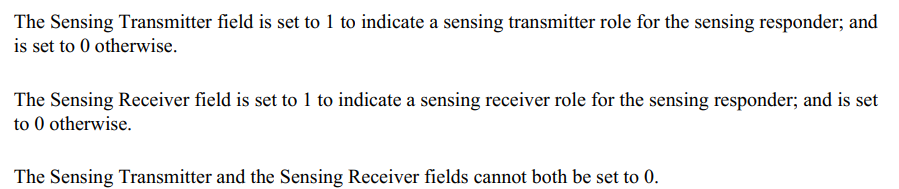 The Sensing Transmitter field is set to 1 to indicate a sensing transmitter role for the sensing responder; and
is set to 0 otherwise.
The Sensing Receiver field is set to 1 to indicate a sensing receiver role for the sensing responder; and is set
to 0 otherwise.
The Sensing Transmitter and the Sensing Receiver fields cannot both be set to 0.